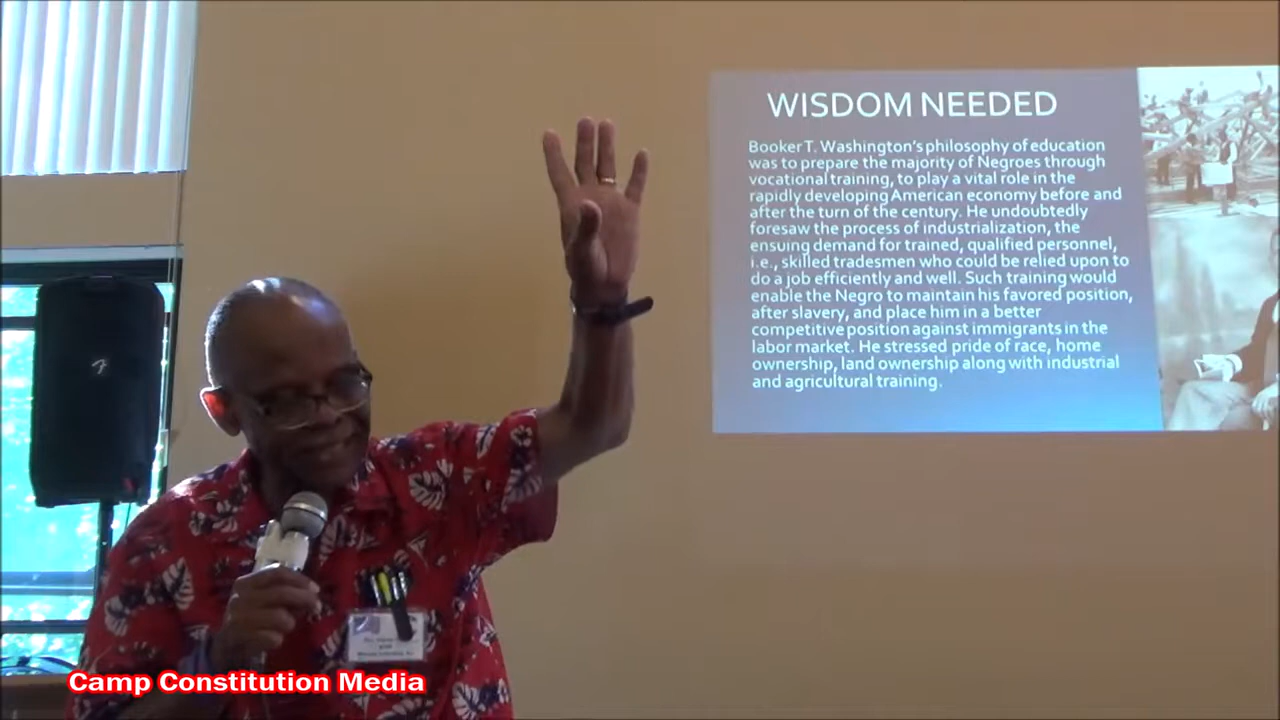 WISDOM NEEDED
Booker T. Washington's philosophy of education
was to prepare the majority of Negroes through
vocational training, to play a vital role in the
rapidly developing American economy before and
after the turn of the century. He undoubtedly
foresaw the process of industrialization, the
ensuing demand for trained, qualified personnel,
i.e., skilled tradesmen who could be relied upon to
do a job efficiently and well. Such training would
enable the Negro to maintain his favored position,
after slavery, and place him in a better
competitive position against immigrants in the
labor market. He stressed pride of race, home
ownership, land ownership along with industrial
and agricultural training.
Camp Constitution Media